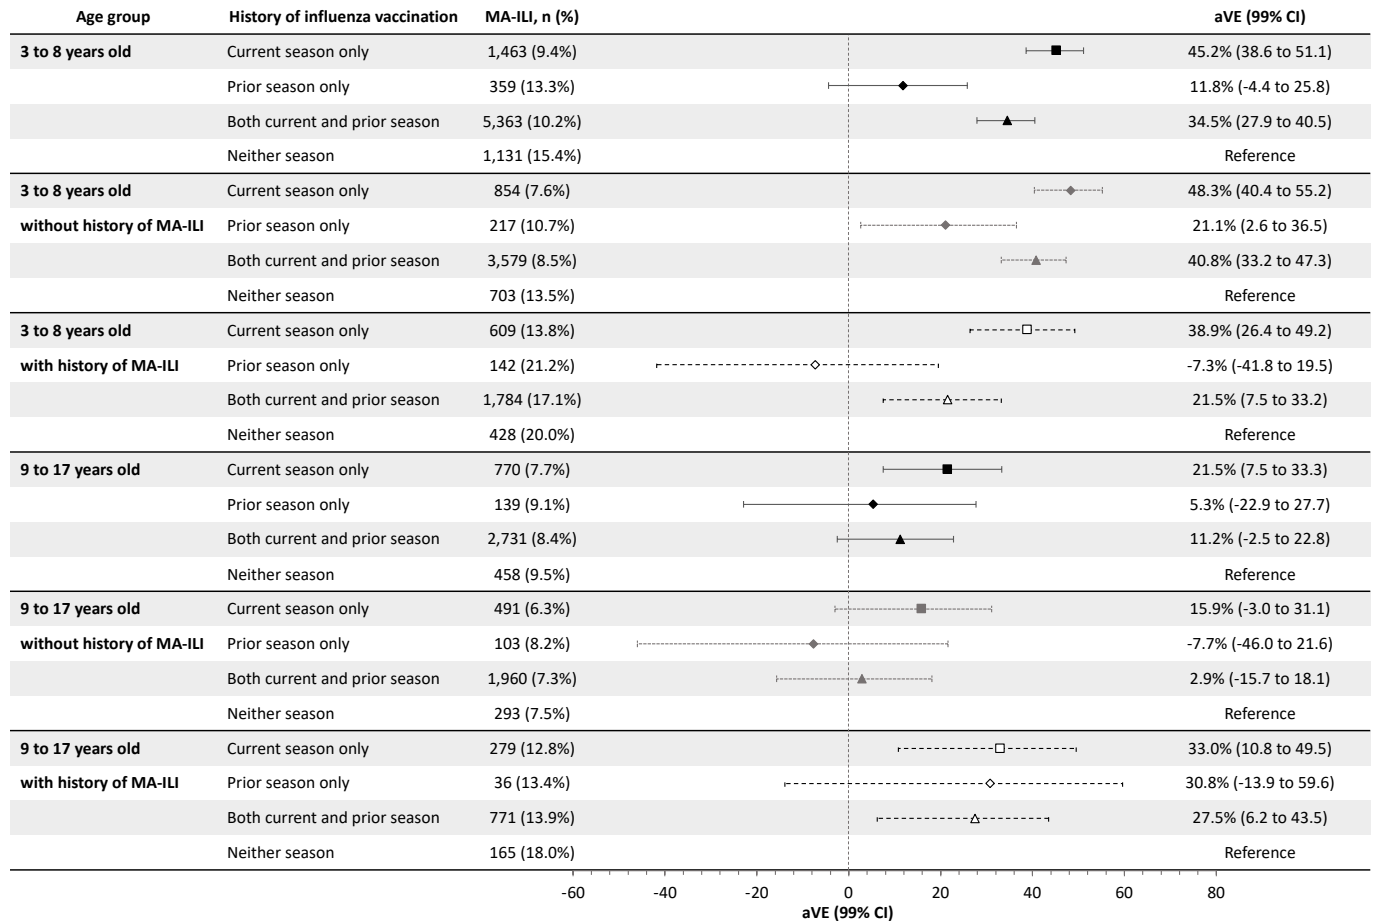 Age group History of influenza vaccination MA-ILI, n (%) aVE (99% CI)
3 to 8 years old Current season only 1,463 (9.4%) 45.2% (38.6 to 51.1)
Prior season only 359 (13.3%) 11.8% (-4.4 to 25.8)
Both current and prior season 5,363 (10.2%) 34.5% (27.9 to 40.5)
Neither season 1,131 (15.4%) Reference
3 to 8 years old Current season only 854 (7.6%) 48.3% (40.4 to 55.2)
without history of MA-ILI Prior season only 217 (10.7%) 21.1% (2.6 to 36.5)
Both current and prior season 3,579 (8.5%) 40.8% (33.2 to 47.3)
Neither season 703 (13.5%) Reference
3 to 8 years old Current season only 609 (13.8%) 38.9% (26.4 to 49.2)
with history of MA-ILI Prior season only 142 (21.2%) -7.3% (-41.8 to 19.5)
Both current and prior season 1,784 (17.1%) 21.5% (7.5 to 33.2)
Neither season 428 (20.0%) Reference
9 to 17 years old Current season only 770 (7.7%) 21.5% (7.5 to 33.3)
Prior season only 139 (9.1%) 5.3% (-22.9 to 27.7)
Both current and prior season 2,731 (8.4%) 11.2% (-2.5 to 22.8)
Neither season 458 (9.5%) Reference
9 to 17 years old Current season only 491 (6.3%) 15.9% (-3.0 to 31.1)
without history of MA-ILI Prior season only 103 (8.2%) -7.7% (-46.0 to 21.6)
Both current and prior season 1,960 (7.3%) 2.9% (-15.7 to 18.1)
Neither season 293 (7.5%) Reference
9 to 17 years old Current season only 279 (12.8%) 33.0% (10.8 to 49.5)
with history of MA-ILI Prior season only 36 (13.4%) 30.8% (-13.9 to 59.6)
Both current and prior season 771 (13.9%) 27.5% (6.2 to 43.5)
Neither season 165 (18.0%) Reference
-60 -40 -20 0 20 40 60 80
aVE (99% CI)